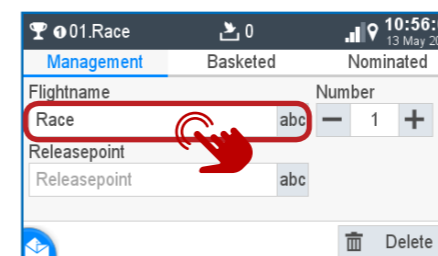 ❶01.Race 0 10:56:
13 May 20
Management Basketed Nominated
Flightname Number
Race abc 1
Releasepoint
Releasepoint abc
Delete